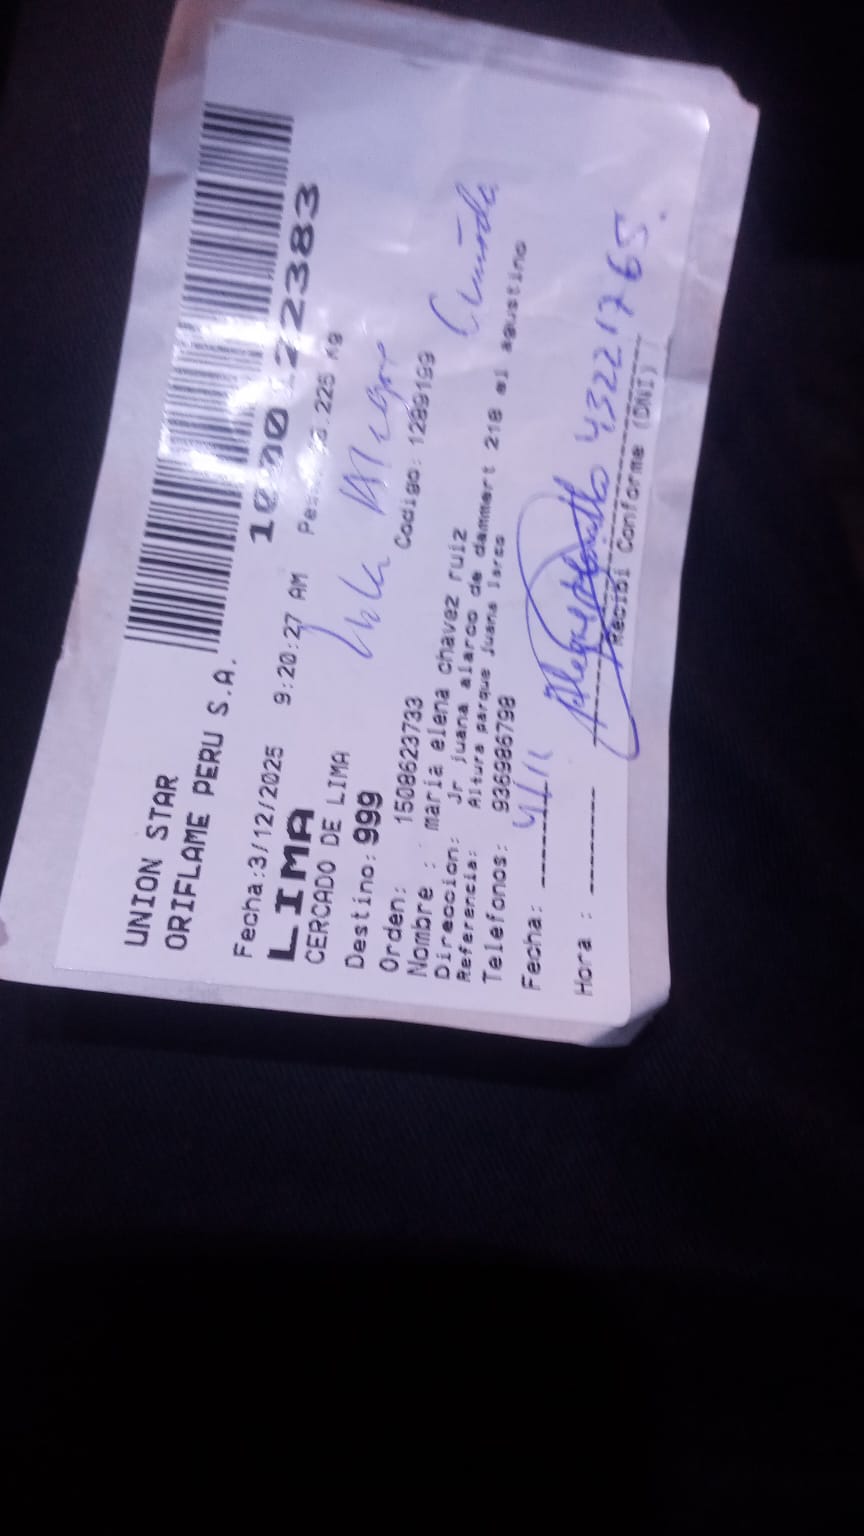 UNION STAR
ORIFLAME PERU S.A.
Fecha:3/12/2025 9:20:27 AM
LIMA
CERCADO DE LIMA
Destino: 999
Orden: 1508623733 Codigo: 1289199
Nombre : maria elena chavez ruiz
Direccion: Jr juana alarco de dammert 218 el agustino
Referencia: Altura parque juana larco
Telefonos: 936986798
Fecha:
Hora : 43221765.
Recibi Conforme (DNI)